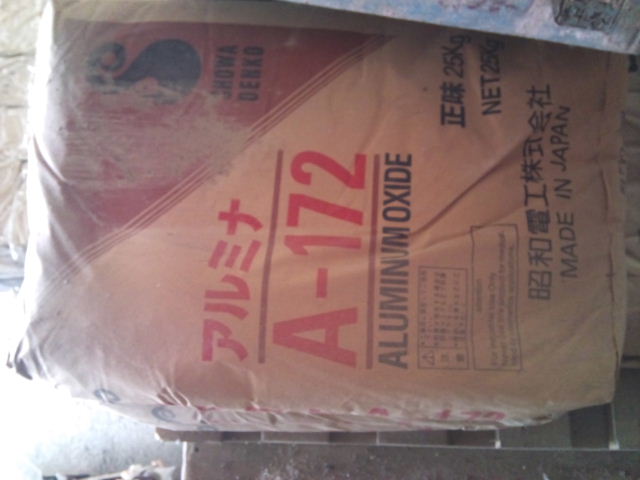 SHOWA
DENKO
アルミナ
A-172
ALUMINUM OXIDE
正味 25Kg
NET 25Kg
昭和電工株式会社
MADE IN JAPAN